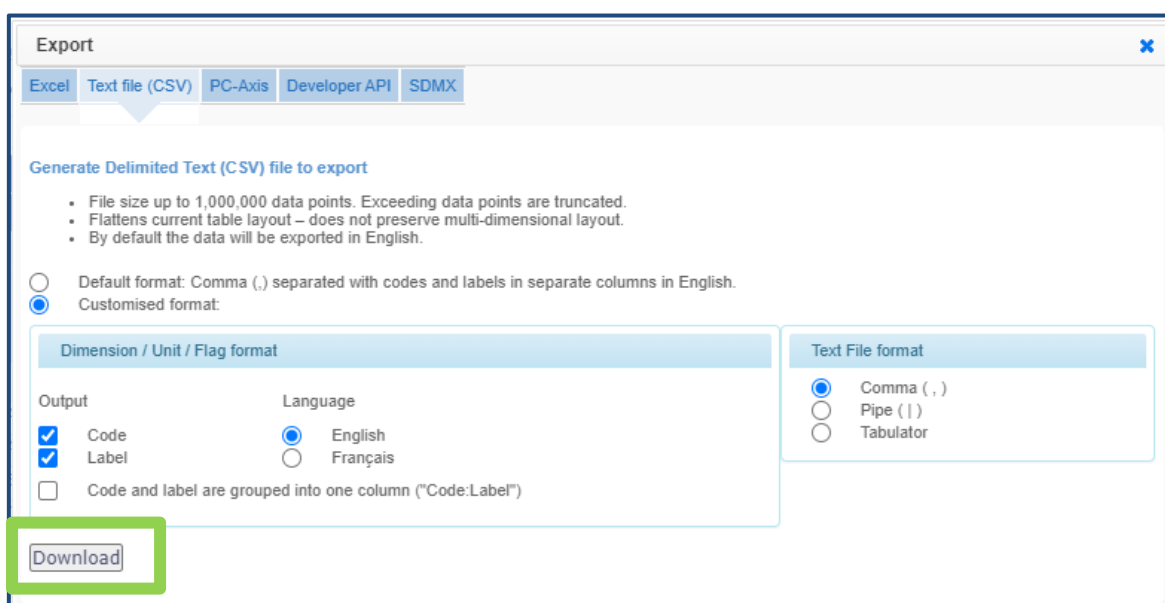 Export
Excel Text file (CSV) PC-Axis Developer API SDMX
Generate Delimited Text (CSV) file to export
• File size up to 1,000,000 data points. Exceeding data points are truncated.
• Flattens current table layout – does not preserve multi-dimensional layout.
• By default the data will be exported in English.
Default format: Comma (,) separated with codes and labels in separate columns in English.
Customised format:
Dimension / Unit / Flag format
Output Language
Code English
Label Français
Code and label are grouped into one column ("Code:Label")
Text File format
Comma ( , )
Pipe ( | )
Tabulator
Download